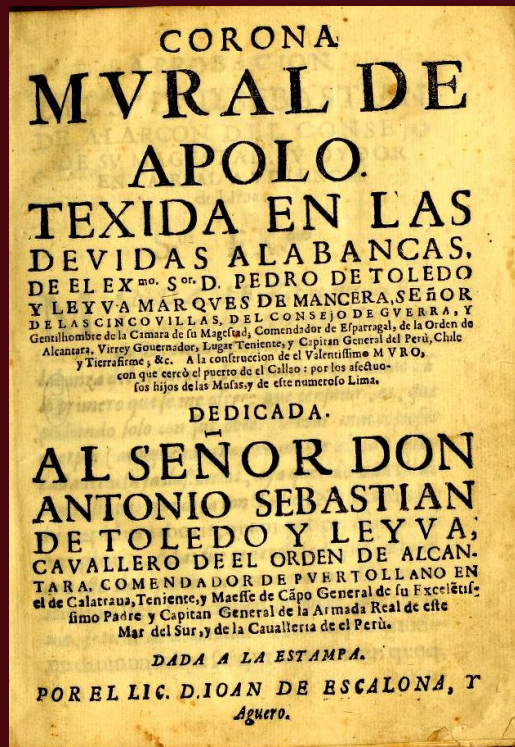 CORONA
MVRAL DE
APOLO.
TEXIDA EN LAS
DEVIDAS ALABANCAS,
DE EL EX.mo. S.or. D. PEDRO DE TOLEDO
Y LEYVA MARQVES DE MANCERA, SEñOR
DE LAS CINCO VILLAS, DEL CONSEJO DE GVERRA, Y
Gentilhombre de la Camara de su Mageſtad, Comendador de Eſparragal, de la Orden de
Alcantara, Virrey Gouernador, Lugar Teniente, y Capitan General del Perù, Chile
y Tierrafirme, &c. A la construccion de el Valentiſſimo MVRO,
con que cercò el puerto de el Callao: por los afectuo-
sos hijos de las Musas, y de eſte numeroso Lima.
DEDICADA.
AL SEÑOR DON
ANTONIO SEBASTIAN
DE TOLEDO Y LEYVA,
CAVALLERO DE EL ORDEN DE ALCAN-
TARA, COMENDADOR DE PVERTOLLANO EN
el de Calatraua, Teniente, y Maeſſe de Cãpo General de su Excelẽtis-
simo Padre y Capitan General de la Armada Real de eſte
Mar del Sur, y de la Caualleria de el Perù.
DADA A LA ESTAMPA.
POR EL LIC. D. IOAN DE ESCALONA, Y
Aguero.